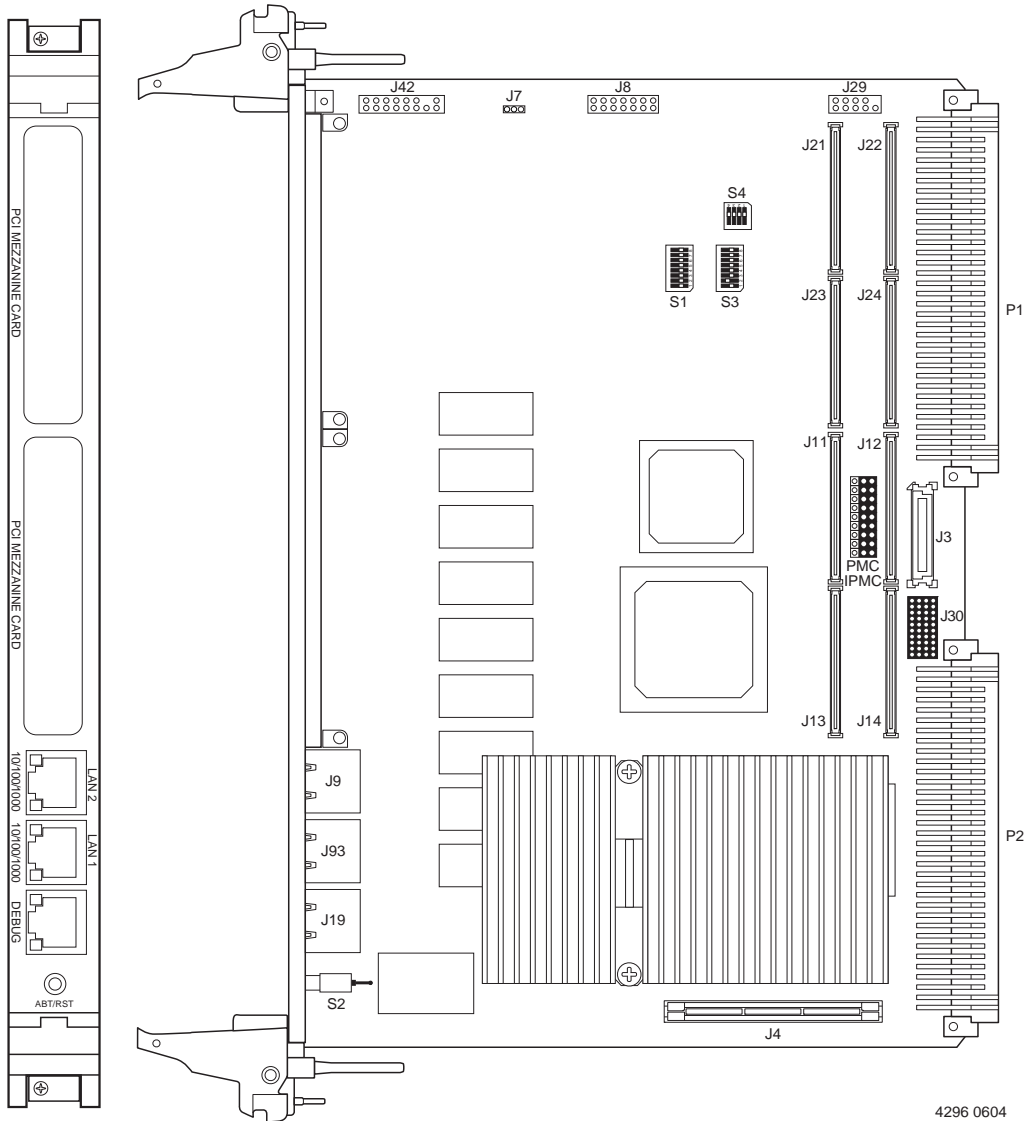 PCI MEZZANINE CARD
PCI MEZZANINE CARD
LAN 2
10/100/1000
LAN 1
10/100/1000
DEBUG
ABT/RST
J42
J7
J8
J29
J21
J22
S4
S1
S3
J23
J24
P1
J11
J12
J3
PMC
IPMC
J30
J13
J14
J9
J93
J19
P2
S2
J4
4296 0604